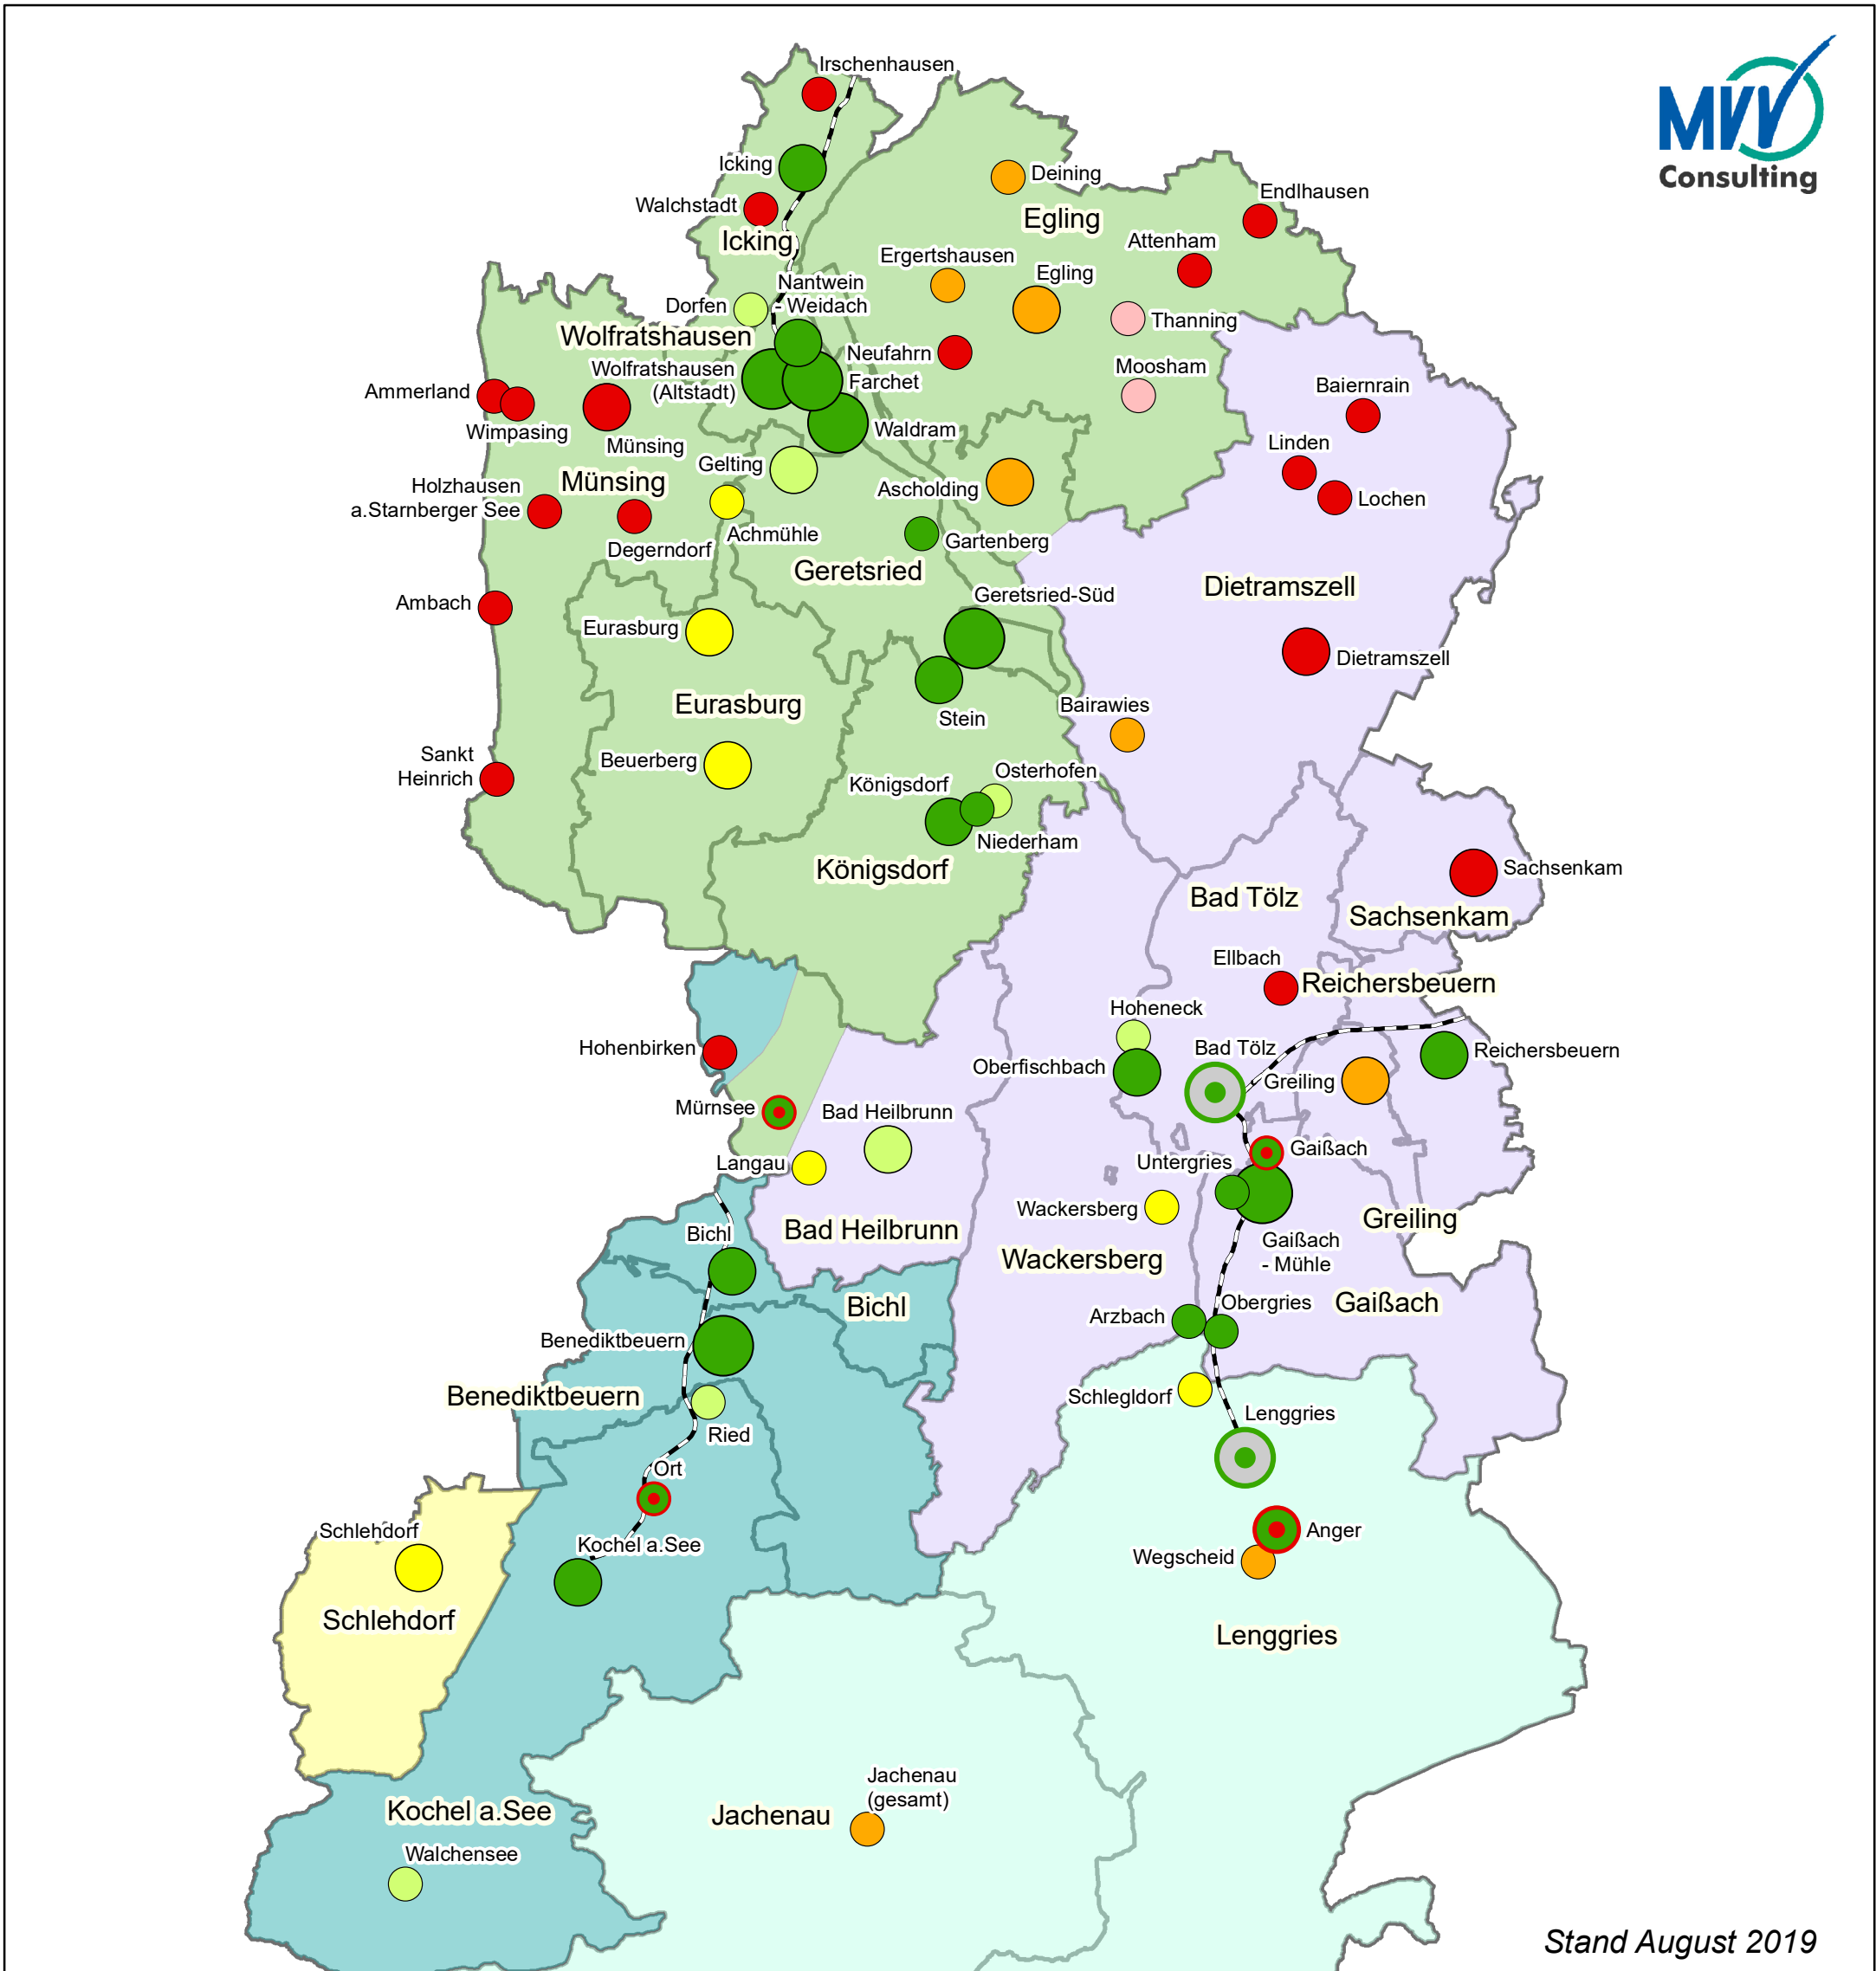 Irschenhausen
MVV
Consulting
Icking
Deining
Walchstadt
Endlhausen
Egling
Icking
Attenham
Ergertshausen
Egling
Nantwein
- Weidach
Dorfen
Thanning
Wolfratshausen
Neufahrn
Wolfratshausen
(Altstadt)
Farchet
Moosham
Baiernrain
Ammerland
Wimpasing
Münsing
Waldram
Linden
Gelting
Münsing
Holzhausen
a.Starnberger See
Ascholding
Lochen
Degerndorf
Achmühle
Gartenberg
Geretsried
Dietramszell
Geretsried-Süd
Ambach
Eurasburg
Dietramszell
Eurasburg
Stein
Bairawies
Sankt
Heinrich
Beuerberg
Osterhofen
Königsdorf
Niederham
Königsdorf
Sachsenkam
Bad Tölz
Sachsenkam
Ellbach
Reichersbeuern
Hoheneck
Hohenbirken
Bad Tölz
Reichersbeuern
Oberfischbach
Greiling
Mürnsee
Bad Heilbrunn
Gaißach
Langau
Untergries
Wackersberg
Greiling
Bichl
Bad Heilbrunn
Gaißach
- Mühle
Wackersberg
Bichl
Obergries
Gaißach
Arzbach
Benediktbeuern
Benediktbeuern
Schlegldorf
Lenggries
Ried
Ort
Schlehdorf
Anger
Kochel a.See
Wegscheid
Schlehdorf
Lenggries
Jachenau
(gesamt)
Kochel a.See
Jachenau
Walchensee
Stand August 2019